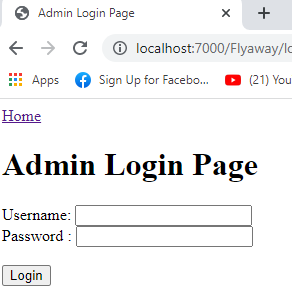 Admin Login Page
localhost:7000/Flyaway/lo
Apps Sign Up for Facebo... (21) You
Home
Admin Login Page
Username:
Password :
Login